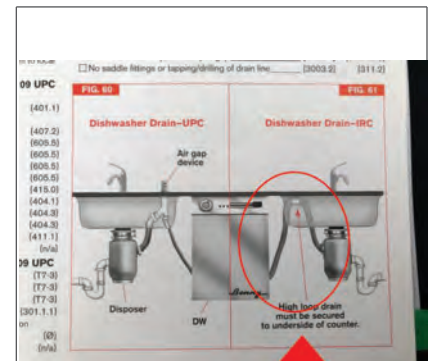 ☐ No saddle fittings or tapping/drilling of drain line (3003.2) (311.2)
09 UPC
(401.1)
(407.2)
(605.5)
(605.5)
(605.5)
(605.5)
(415.0)
(404.1)
(404.3)
(404.3)
(411.1)
(n/a)
09 UPC
(T7-3)
(T7-3)
(T7-3)
(301.1.1)
on
(Ø)
(n/a)
FIG. 60
Dishwasher Drain–UPC
Air gap
device
Disposer
DW
FIG. 61
Dishwasher Drain–IRC
High loop drain
must be secured
to underside of counter.